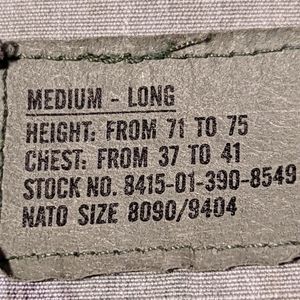 MEDIUM - LONG
HEIGHT: FROM 71 TO 75
CHEST: FROM 37 TO 41
STOCK NO. 8415-01-390-8549
NATO SIZE 8090/9404